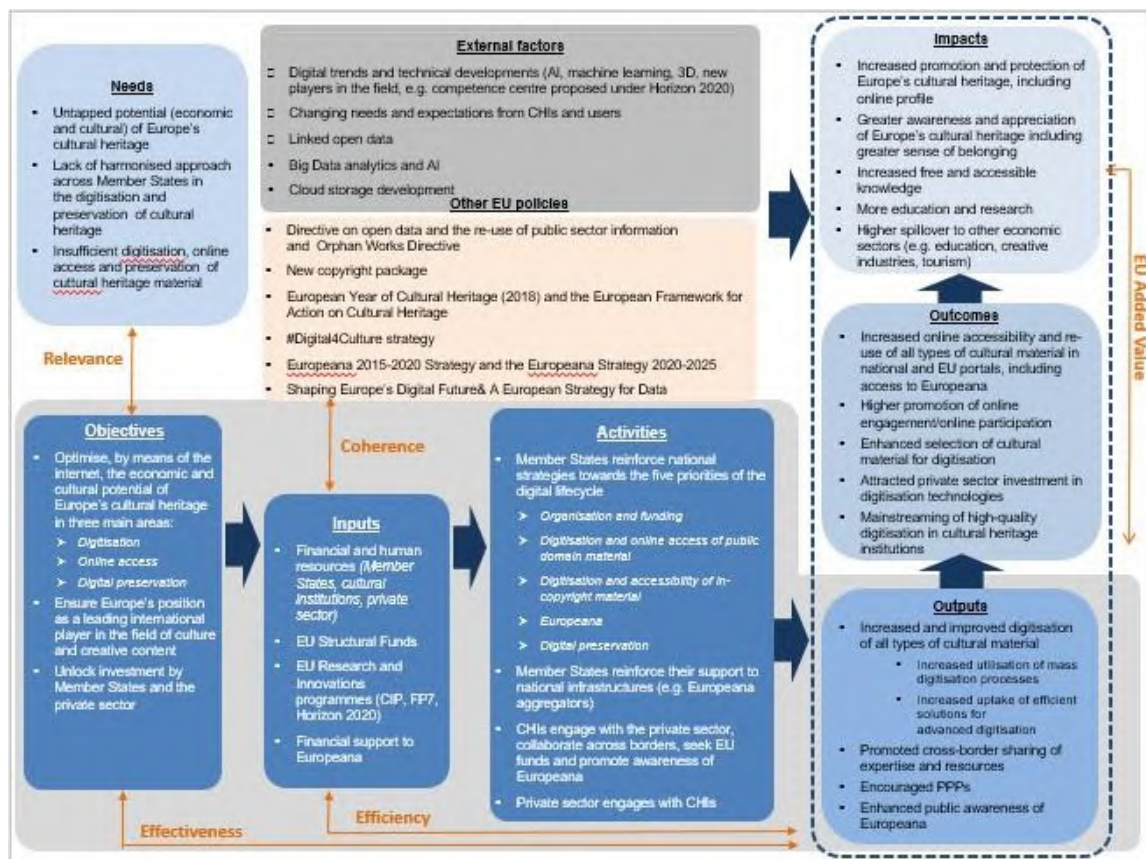 Needs
▪ Untapped potential (economic
and cultural) of Europe's
cultural heritage
▪ Lack of harmonised approach
across Member States in
the digitisation and
preservation of cultural
heritage
▪ Insufficient digitisation, online
access and preservation of
cultural heritage material
External factors
□ Digital trends and technical developments (AI, machine learning, 3D, new
players in the field, e.g. competence centre proposed under Horizon 2020)
□ Changing needs and expectations from CHIs and users
□ Linked open data
▪ Big Data analytics and AI
▪ Cloud storage development
Other EU policies
▪ Directive on open data and the re-use of public sector information
and Orphan Works Directive
▪ New copyright package
▪ European Year of Cultural Heritage (2018) and the European Framework for
Action on Cultural Heritage
▪ #Digital4Culture strategy
▪ Europeana 2015-2020 Strategy and the Europeana Strategy 2020-2025
▪ Shaping Europe's Digital Future& A European Strategy for Data
Impacts
▪ Increased promotion and protection of
Europe's cultural heritage, including
online profile
▪ Greater awareness and appreciation
of Europe's cultural heritage including
greater sense of belonging
▪ Increased free and accessible
knowledge
▪ More education and research
▪ Higher spillover to other economic
sectors (e.g. education, creative
industries, tourism)
EU Added Value
Relevance
Coherence
Outcomes
▪ Increased online accessibility and re-
use of all types of cultural material in
national and EU portals, including
access to Europeana
▪ Higher promotion of online
engagement/online participation
▪ Enhanced selection of cultural
material for digitisation
▪ Attracted private sector investment in
digitisation technologies
▪ Mainstreaming of high-quality
digitisation in cultural heritage
institutions
Objectives
▪ Optimise, by means of the
internet, the economic and
cultural potential of
Europe's cultural heritage
in three main areas:
➢ Digitisation
➢ Online access
➢ Digital preservation
▪ Ensure Europe's position
as a leading international
player in the field of culture
and creative content
▪ Unlock investment by
Member States and the
private sector
Inputs
▪ Financial and human
resources (Member
States, cultural
Institutions, private
sector)
▪ EU Structural Funds
▪ EU Research and
Innovations
programmes (CIIP, FP7,
Horizon 2020)
▪ Financial support to
Europeana
Activities
▪ Member States reinforce national
strategies towards the five priorities of the
digital lifecycle
➢ Organisation and funding
➢ Digitisation and online access of public
domain material
➢ Digitisation and accessibility of in-
copyright material
➢ Europeana
➢ Digital preservation
▪ Member States reinforce their support to
national infrastructures (e.g. Europeana
aggregators)
▪ CHIs engage with the private sector,
collaborate across borders, seek EU
funds and promote awareness of
Europeana
▪ Private sector engages with CHIs
Outputs
▪ Increased and improved digitisation
of all types of cultural material
▪ Increased utilisation of mass
digitisation processes
▪ Increased uptake of efficient
solutions for
advanced digitisation
▪ Promoted cross-border sharing of
expertise and resources
▪ Encouraged PPPs
▪ Enhanced public awareness of
Europeana
Effectiveness
Efficiency